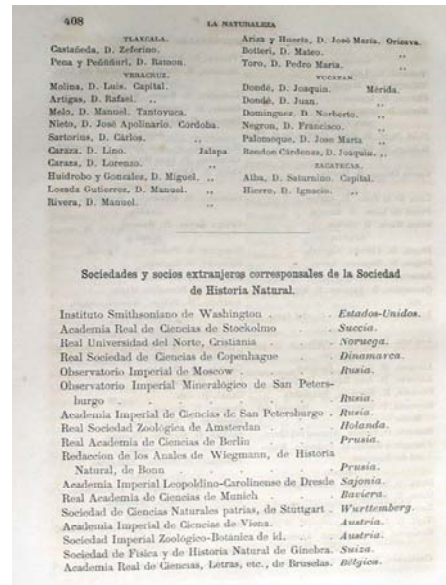 408
LA NATURALEZA
TLAXCALA.
Castañeda, D. Zeferino.
Pena y Peñúñuri, D. Ramon.
VERACRUZ.
Molina, D. Luis. Capital.
Artigas, D. Rafael. ,,
Melo, D. Manuel. Tantoyuca.
Nieto, D. José Apolinario. Córdoba.
Sartorius, D. Cárlos. ,,
Caraza, D. Lino. Jalapa
Caraza, D. Lorenzo. ,,
Huidrobo y Gonzalez, D. Miguel. ,,
Losada Gutierrez, D. Manuel. ,,
Rivera, D. Manuel. ,,
Ariza y Huerta, D. José María. Orizava.
Botteri, D. Mateo. ,,
Toro, D. Pedro María. ,,
YUCATAN.
Dondé, D. Joaquin. Mérida.
Dondé, D. Juan. ,,
Dominguez, D. Norberto. ,,
Negron, D. Francisco. ,,
Palomeque, D. Jose Maria ,,
Rendon Cárdenas, D. Joaquin. ,,
ZACATECAS.
Alba, D. Saturnino. Capital.
Hierro, D. Ignacio. ,,
Sociedades y socios extranjeros corresponsales de la Sociedad
de Historia Natural.
Instituto Smithsoniano de Washington . . . Estados-Unidos.
Academia Real de Ciencias de Stockolmo . . Suecia.
Real Universidad del Norte, Cristiania . . . Noruega.
Real Sociedad de Ciencias de Copenhague . . Dinamarca.
Observatorio Imperial de Moscow . . . . Rusia.
Observatorio Imperial Mineralógico de San Peters-
burgo . . . . . . . Rusia.
Academia Imperial de Ciencias de San Petersburgo . Rusia.
Real Sociedad Zoológica de Amsterdan . . . Holanda.
Real Academia de Ciencias de Berlin . . . Prusia.
Redaccion de los Anales de Wiegmann, de Historia
Natural, de Bonn . . . . . Prusia.
Academia Imperial Leopoldino-Carolinense de Dresde Sajonia.
Real Academia de Ciencias de Munich . . . Baviera.
Sociedad de Ciencias Naturales patrias, de Stüttgart . Wurttemberg.
Academia Imperial de Ciencias de Viena. . . Austria.
Sociedad Imperial Zoológico-Botánica de id. . . Austria.
Sociedad de Física y de Historia Natural de Ginebra. Suiza.
Academia Real de Ciencias, Letras, etc., de Bruselas. Bélgica.